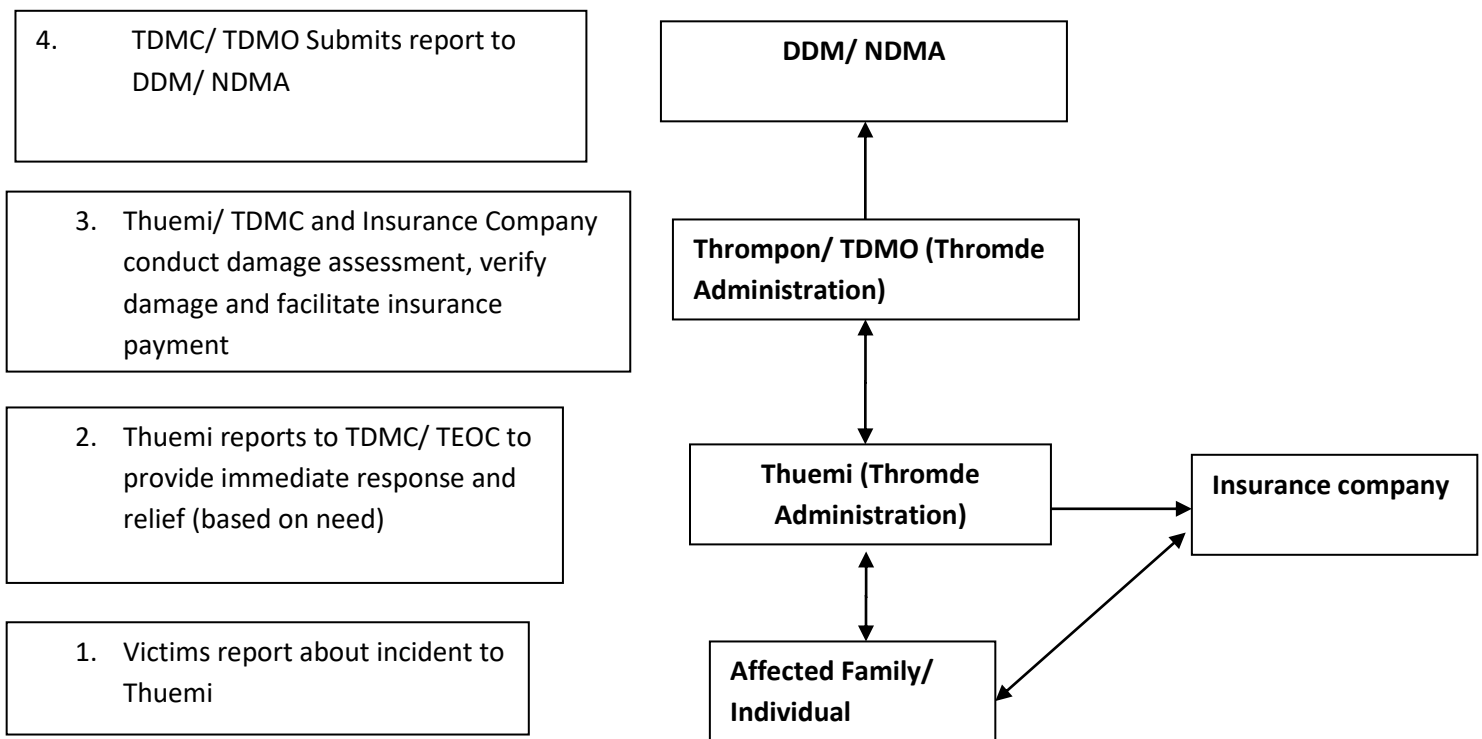 4. TDMC/ TDMO Submits report to
DDM/ NDMA
DDM/ NDMA
3. Thuemi/ TDMC and Insurance Company
conduct damage assessment, verify
damage and facilitate insurance
payment
Thrompon/ TDMO (Thromde
Administration)
2. Thuemi reports to TDMC/ TEOC to
provide immediate response and
relief (based on need)
Thuemi (Thromde
Administration)
Insurance company
1. Victims report about incident to
Thuemi
Affected Family/
Individual